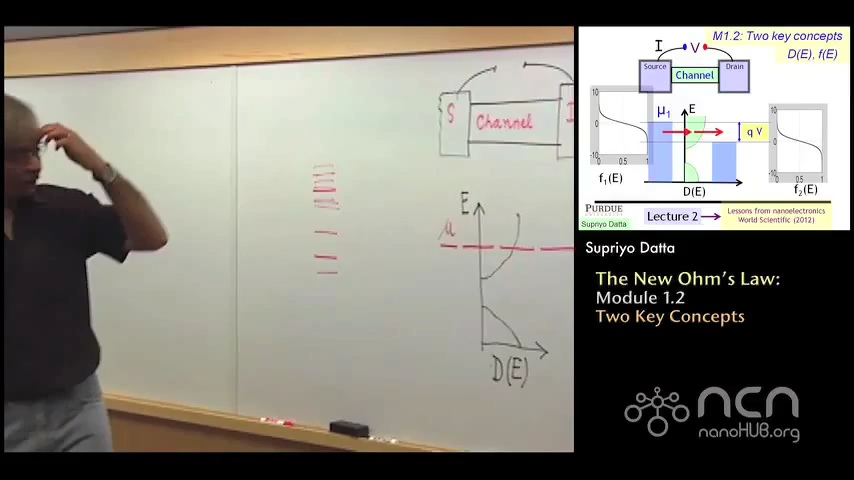 S
Channel
E
μ
D(E)
M1.2: Two key concepts
D(E), f(E)
I V
Source Drain
Channel
μ1 E
0 0
q V
-10 -10
0 0.5 1 0 0.5 1
f1(E) D(E) f2(E)
PURDUE
Supriyo Datta
Lecture 2
Lessons from nanoelectronics
World Scientific (2012)
Supriyo Datta
The New Ohm's Law:
Module 1.2
Two Key Concepts
ncn
nanoHUB.org